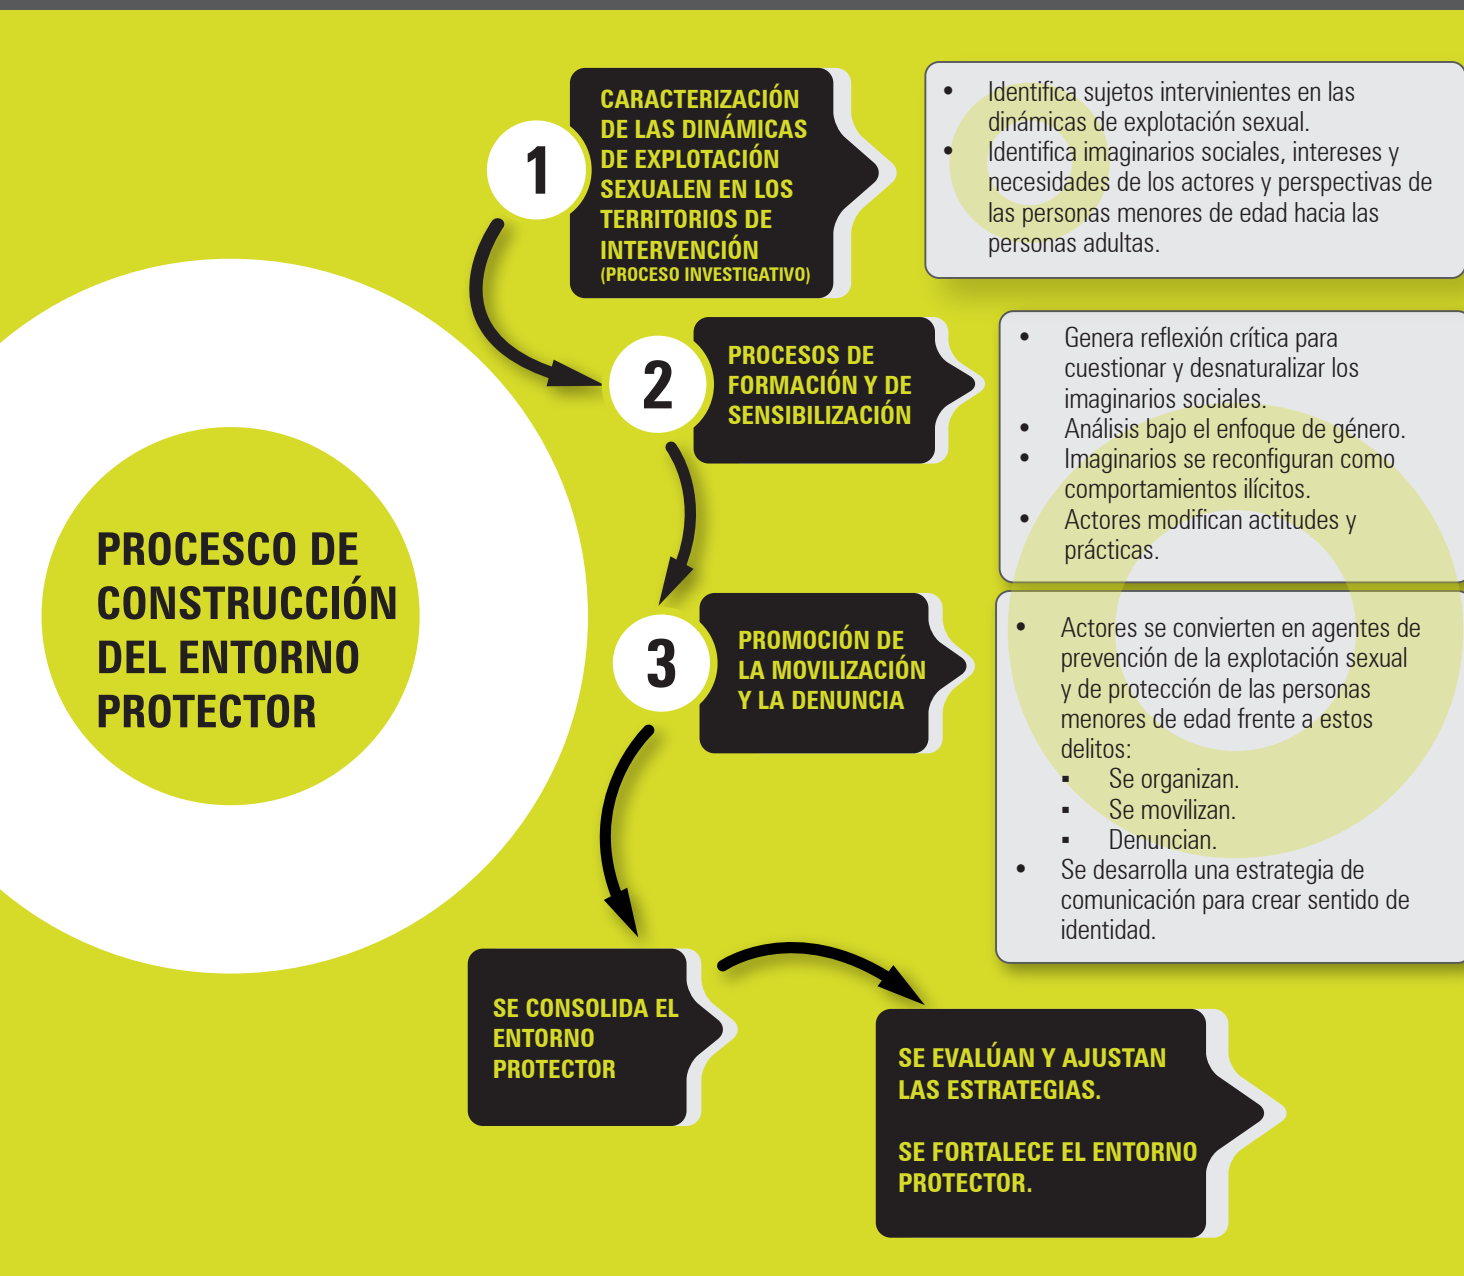 PROCESCO DE
CONSTRUCCIÓN
DEL ENTORNO
PROTECTOR
1
CARACTERIZACIÓN
DE LAS DINÁMICAS
DE EXPLOTACIÓN
SEXUALEN EN LOS
TERRITORIOS DE
INTERVENCIÓN
(PROCESO INVESTIGATIVO)
• Identifica sujetos intervinientes en las
dinámicas de explotación sexual.
• Identifica imaginarios sociales, intereses y
necesidades de los actores y perspectivas de
las personas menores de edad hacia las
personas adultas.
2
PROCESOS DE
FORMACIÓN Y DE
SENSIBILIZACIÓN
• Genera reflexión crítica para
cuestionar y desnaturalizar los
imaginarios sociales.
• Análisis bajo el enfoque de género.
• Imaginarios se reconfiguran como
comportamientos ilícitos.
• Actores modifican actitudes y
prácticas.
3
PROMOCIÓN DE
LA MOVILIZACIÓN
Y LA DENUNCIA
• Actores se convierten en agentes de
prevención de la explotación sexual
y de protección de las personas
menores de edad frente a estos
delitos:
▪ Se organizan.
▪ Se movilizan.
▪ Denuncian.
• Se desarrolla una estrategia de
comunicación para crear sentido de
identidad.
SE CONSOLIDA EL
ENTORNO
PROTECTOR
SE EVALÚAN Y AJUSTAN
LAS ESTRATEGIAS.
SE FORTALECE EL ENTORNO
PROTECTOR.